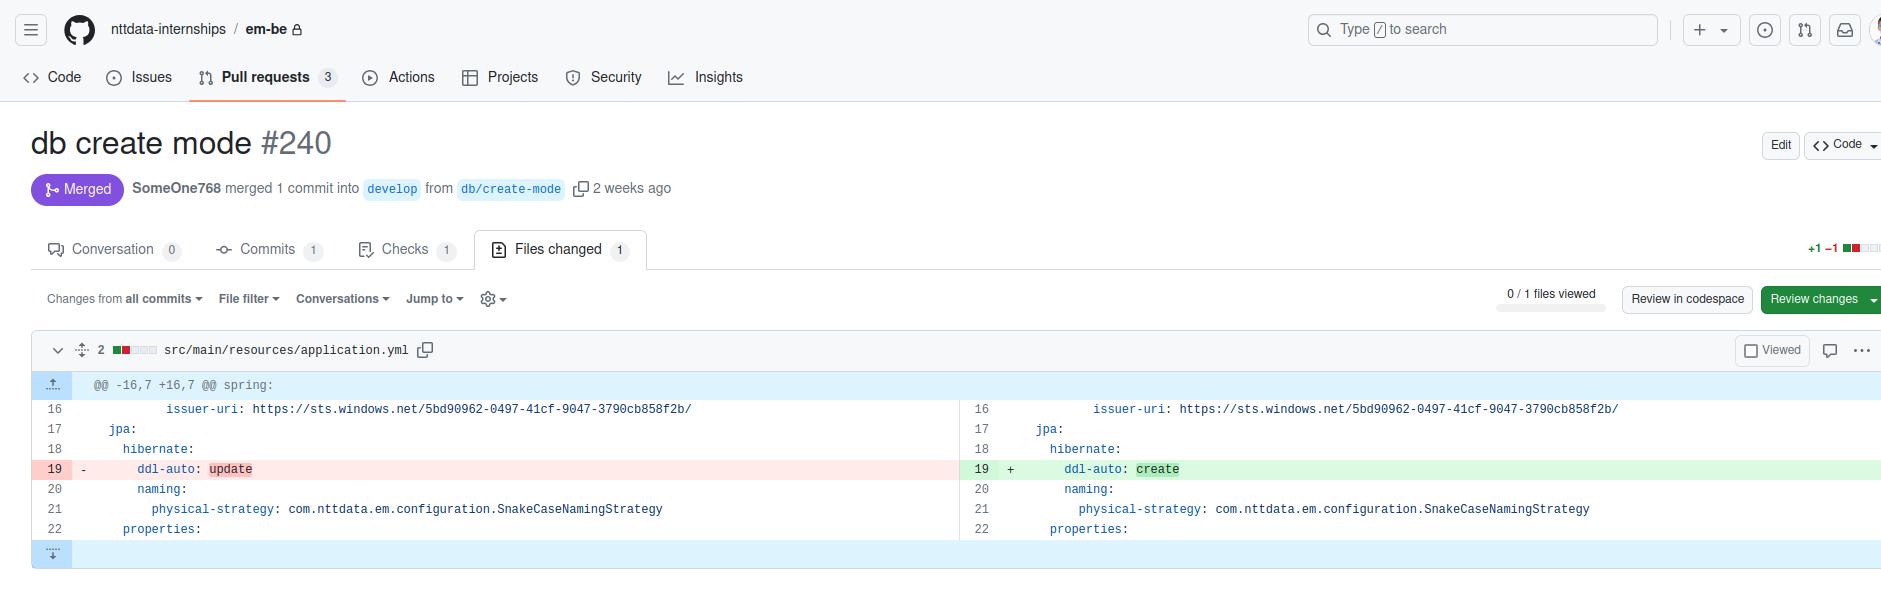 nttdata-internships / em-be
Type / to search
Code
Issues
Pull requests 3
Actions
Projects
Security
Insights
db create mode #240
Edit
Code
Merged
SomeOne768 merged 1 commit into develop from db/create-mode 2 weeks ago
Conversation 0
Commits 1
Checks 1
Files changed 1
+1 −1
Changes from all commits
File filter
Conversations
Jump to
0 / 1 files viewed
Review in codespace
Review changes
2 src/main/resources/application.yml
Viewed
@@ -16,7 +16,7 @@ spring:
16 issuer-uri: https://sts.windows.net/5bd90962-0497-41cf-9047-3790cb858f2b/
17 jpa:
18 hibernate:
19 - ddl-auto: update
20 naming:
21 physical-strategy: com.nttdata.em.configuration.SnakeCaseNamingStrategy
22 properties:
16 issuer-uri: https://sts.windows.net/5bd90962-0497-41cf-9047-3790cb858f2b/
17 jpa:
18 hibernate:
19 + ddl-auto: create
20 naming:
21 physical-strategy: com.nttdata.em.configuration.SnakeCaseNamingStrategy
22 properties: